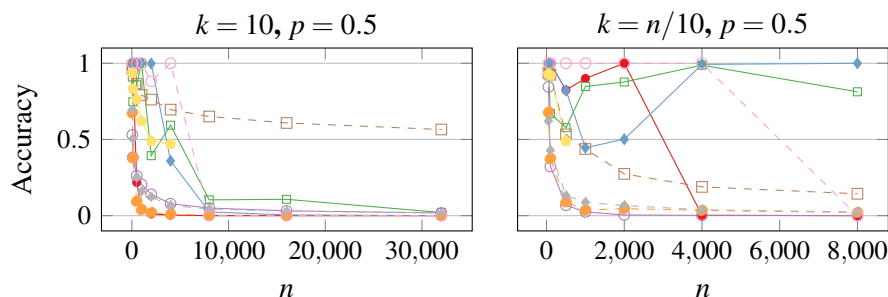 k = 10, p = 0.5
k = n/10, p = 0.5
Accuracy
1
0.5
0
0 10,000 20,000 30,000
0 2,000 4,000 6,000 8,000
n
n